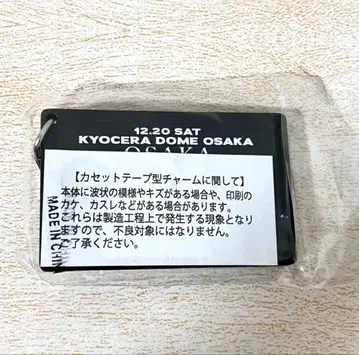 12.20 SAT
KYOCERA DOME OSAKA
OSAKA
【カセットテープ型チャームに関して】
本体に波状の模様やキズがある場合や、印刷の
カケ、カスレなどがある場合があります。
これらは製造工程上で発生する現象となり
ますので、不良対象にはなりません。
ご了承ください。
MADE IN CHIN